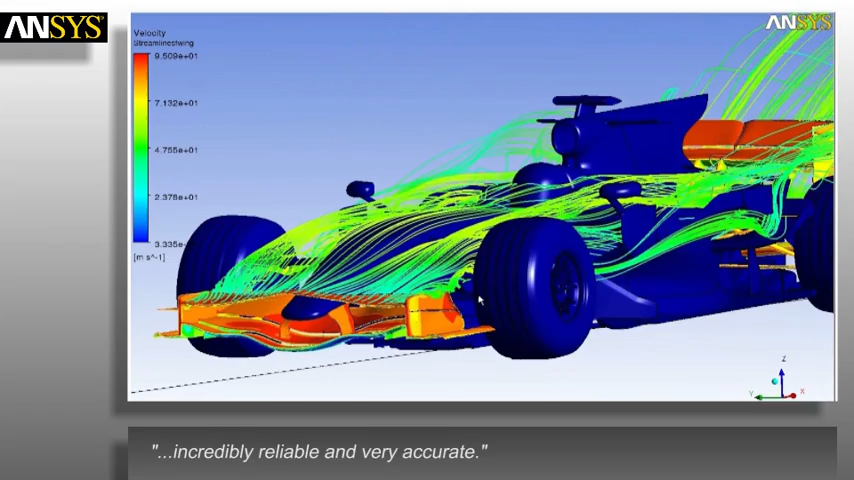 ANSYS
ANSYS
Velocity
Streamlineswing
9.509e+01
7.132e+01
4.755e+01
2.378e+01
3.335e-
[m s^-1]
Z
Y
X
"...incredibly reliable and very accurate."